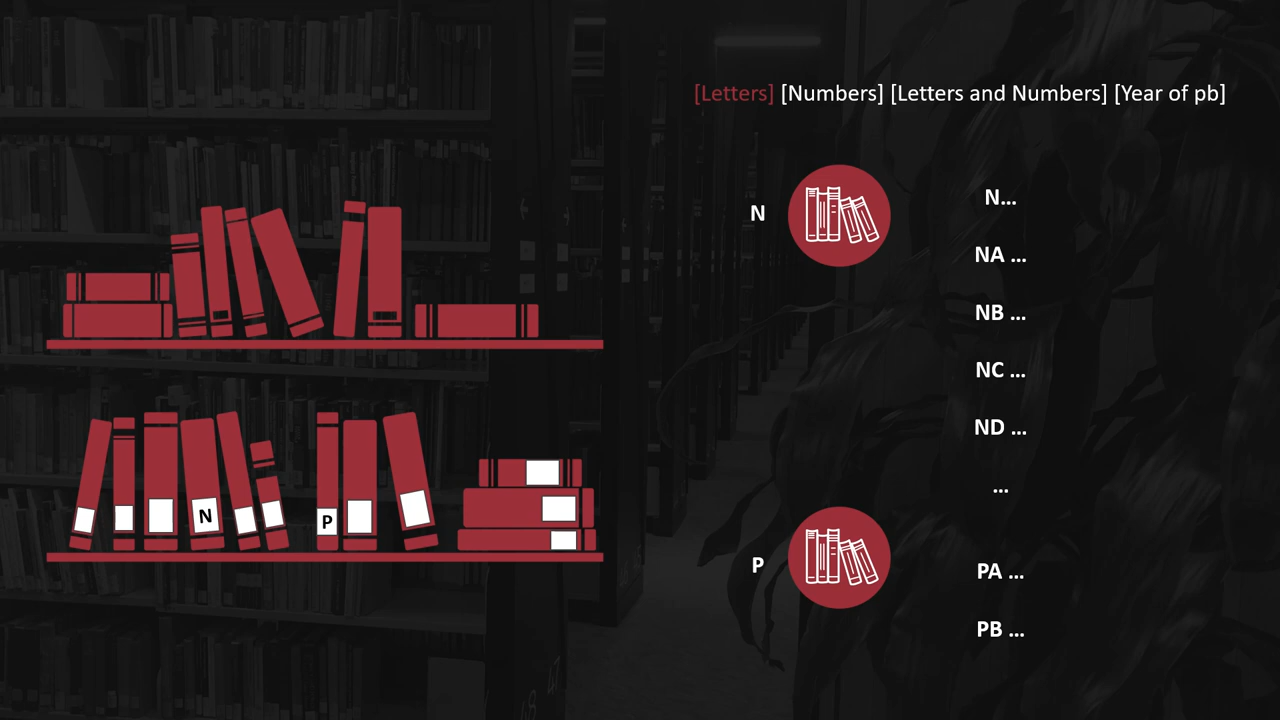 [Letters] [Numbers] [Letters and Numbers] [Year of pb]
N
N...
NA ...
NB ...
NC ...
ND ...
...
P
PA ...
PB ...
N
P